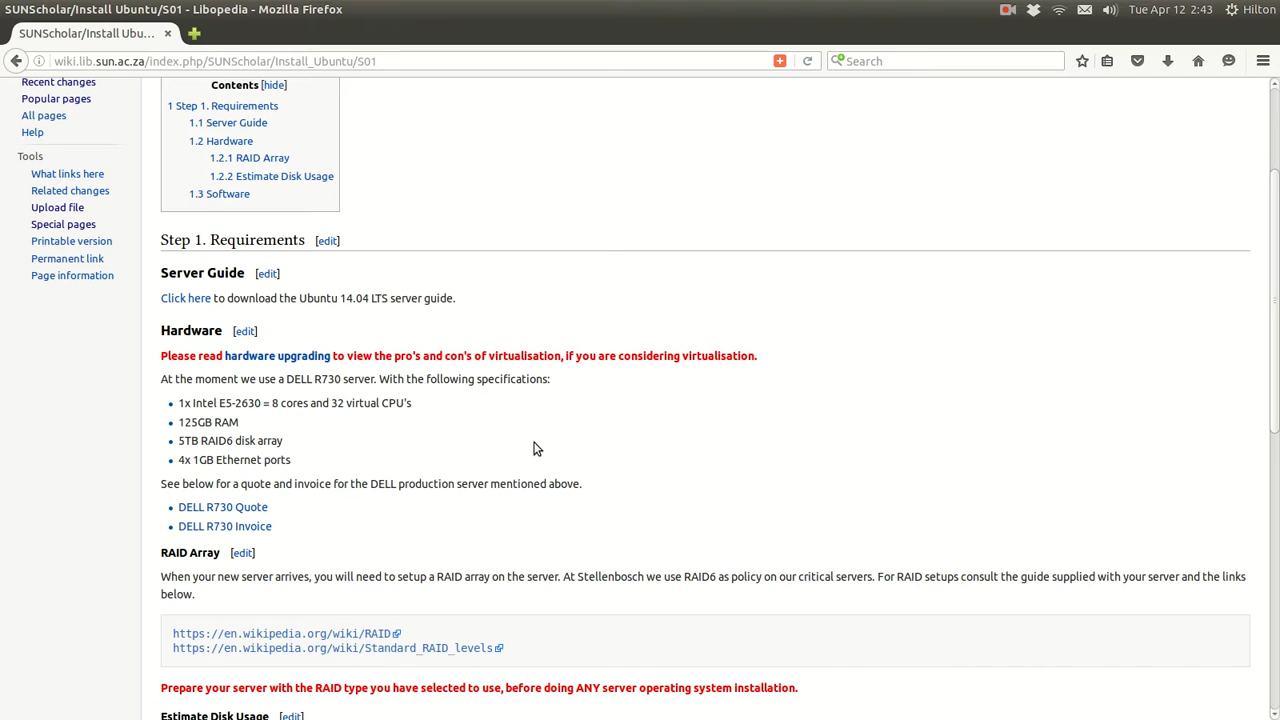 SUNScholar/Install Ubuntu/S01 - Libopedia - Mozilla Firefox
Tue Apr 12 2:43 Hilton
SUNScholar/Install Ubu...
wiki.lib.sun.ac.za/index.php/SUNScholar/Install_Ubuntu/S01
Search
Recent changes
Popular pages
All pages
Help
Tools
What links here
Related changes
Upload file
Special pages
Printable version
Permanent link
Page information
Contents [hide]
1 Step 1. Requirements
1.1 Server Guide
1.2 Hardware
1.2.1 RAID Array
1.2.2 Estimate Disk Usage
1.3 Software
Step 1. Requirements [edit]
Server Guide [edit]
Click here to download the Ubuntu 14.04 LTS server guide.
Hardware [edit]
Please read hardware upgrading to view the pro's and con's of virtualisation, if you are considering virtualisation.
At the moment we use a DELL R730 server. With the following specifications:
1x Intel E5-2630 = 8 cores and 32 virtual CPU's
125GB RAM
5TB RAID6 disk array
4x 1GB Ethernet ports
See below for a quote and invoice for the DELL production server mentioned above.
DELL R730 Quote
DELL R730 Invoice
RAID Array [edit]
When your new server arrives, you will need to setup a RAID array on the server. At Stellenbosch we use RAID6 as policy on our critical servers. For RAID setups consult the guide supplied with your server and the links
below.
https://en.wikipedia.org/wiki/RAID
https://en.wikipedia.org/wiki/Standard_RAID_levels
Prepare your server with the RAID type you have selected to use, before doing ANY server operating system installation.
Estimate Disk Usage [edit]